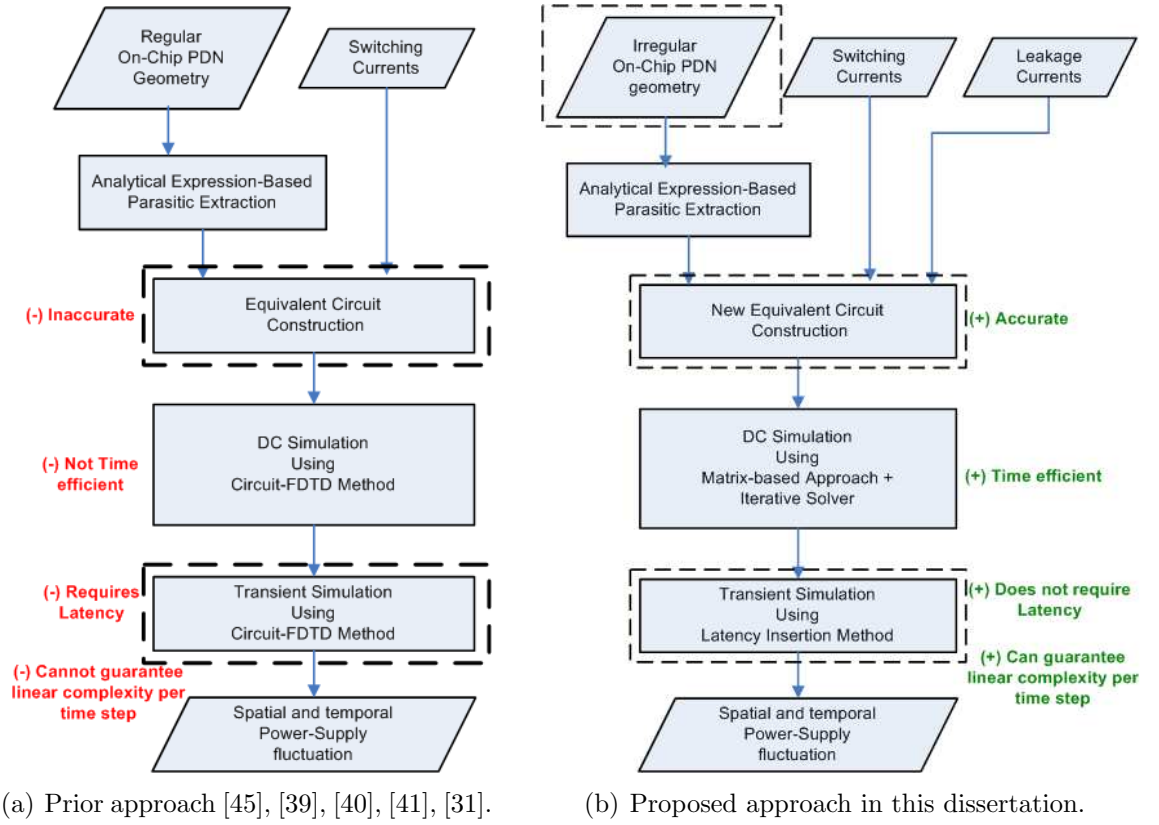 Regular
On-Chip PDN
Geometry
Switching
Currents
Analytical Expression-Based
Parasitic Extraction
(-) Inaccurate
Equivalent Circuit
Construction
(-) Not Time
efficient
DC Simulation
Using
Circuit-FDTD Method
(-) Requires
Latency
Transient Simulation
Using
Circuit-FDTD Method
(-) Cannot guarantee
linear complexity per
time step
Spatial and temporal
Power-Supply
fluctuation
(a) Prior approach [45], [39], [40], [41], [31].
Irregular
On-Chip PDN
geometry
Switching
Currents
Leakage
Currents
Analytical Expression-Based
Parasitic Extraction
New Equivalent Circuit
Construction
(+) Accurate
DC Simulation
Using
Matrix-based Approach +
Iterative Solver
(+) Time efficient
Transient Simulation
Using
Latency Insertion Method
(+) Does not require
Latency
(+) Can guarantee
linear complexity per
time step
Spatial and temporal
Power-Supply
fluctuation
(b) Proposed approach in this dissertation.